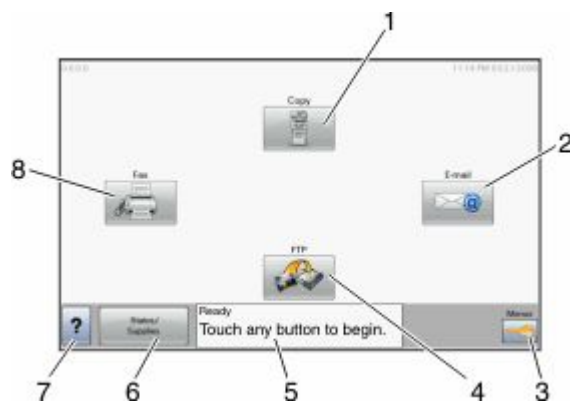 1
Copy
2
8
Fax
E-mail
FTP
Ready
Touch any button to begin.
Status/
Supplies
Menus
?
7
6
5
4
3